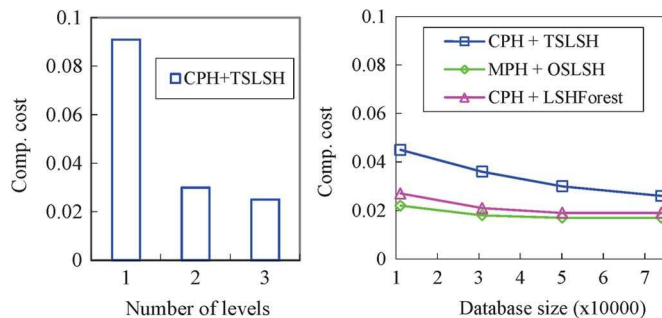 0.1
0.08
0.06
0.04
0.02
0
Comp. cost
CPH+TSLSH
1 2 3
Number of levels
0.1
0.08
0.06
0.04
0.02
0
Comp. cost
CPH + TSLSH
MPH + OSLSH
CPH + LSHForest
1 2 3 4 5 6 7
Database size (x10000)